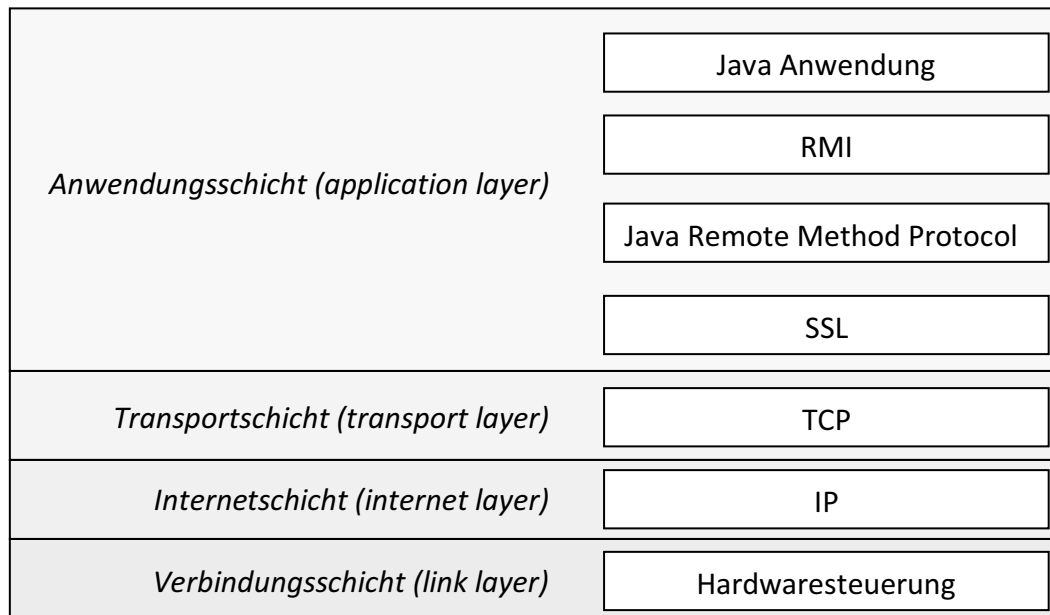 Java Anwendung
RMI
Anwendungsschicht (application layer)
Java Remote Method Protocol
SSL
Transportschicht (transport layer)
TCP
Internetschicht (internet layer)
IP
Verbindungsschicht (link layer)
Hardwaresteuerung